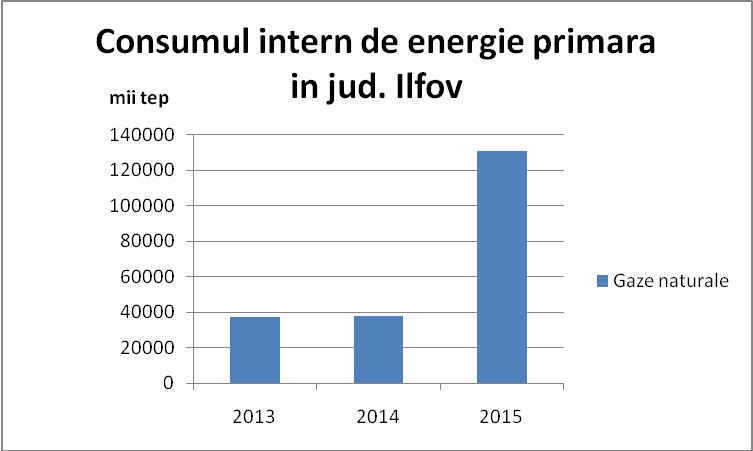 Consumul intern de energie primara
in jud. Ilfov
mii tep
140000
120000
100000
80000
60000
40000
20000
0
2013 2014 2015
Gaze naturale